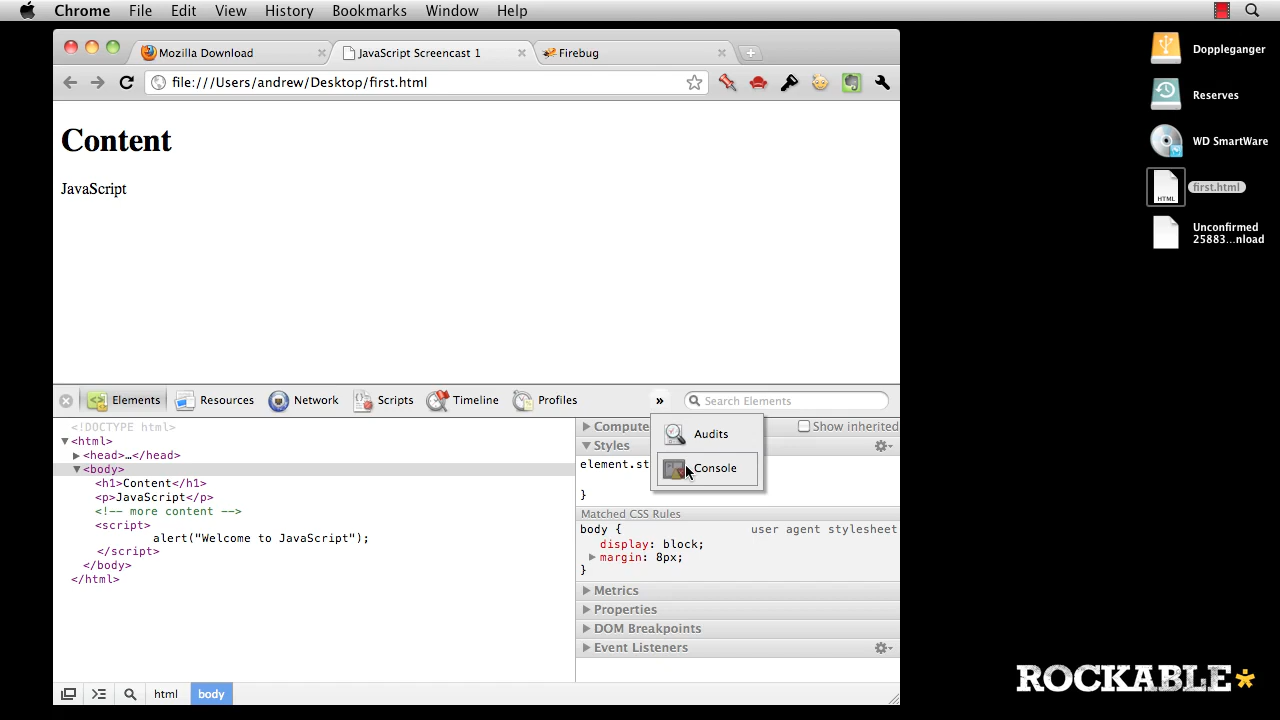 Chrome File Edit View History Bookmarks Window Help
Mozilla Download
JavaScript Screencast 1
Firebug
file:///Users/andrew/Desktop/first.html
Content
JavaScript
Elements Resources Network Scripts Timeline Profiles » Search Elements
Audits
Console
<!DOCTYPE html>
<html>
<head>…</head>
<body>
<h1>Content</h1>
<p>JavaScript</p>
<!-- more content -->
<script>
alert("Welcome to JavaScript");
</script>
</body>
</html>
Compute
Show inherited
Styles
element.st
}
Matched CSS Rules
body { user agent stylesheet
display: block;
margin: 8px;
}
Metrics
Properties
DOM Breakpoints
Event Listeners
html body
Doppleganger
Reserves
WD SmartWare
HTML
first.html
Unconfirmed
25883...nload
ROCKABLE